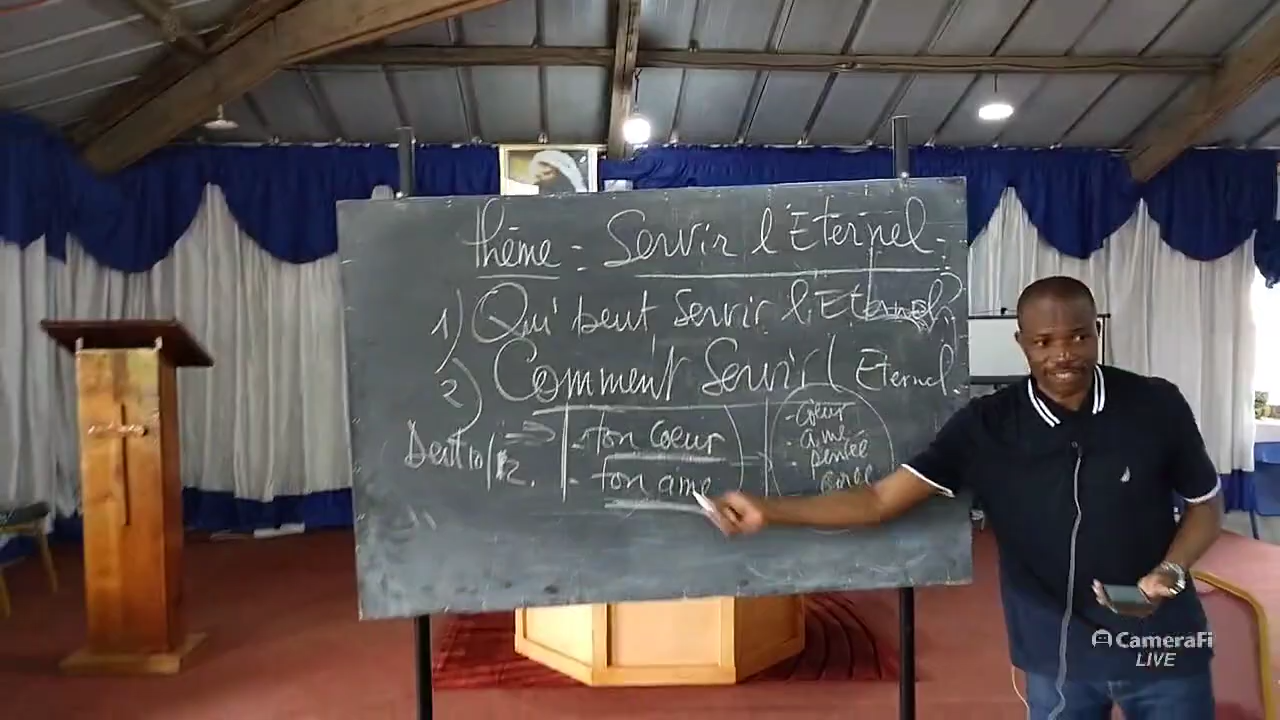 Thème : Servir l'Eternel.
1) Qui peut servir l'Eternel?
2) Comment Servir l'Eternel.
Deut 10/12. - ton Coeur - Coeur
- ton âme - âme
- pensée
CameraFi
LIVE